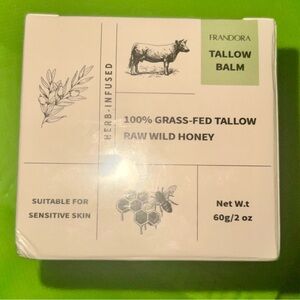 FRANDORA
TALLOW
BALM
HERB-INFUSED
100% GRASS-FED TALLOW
RAW WILD HONEY
SUITABLE FOR
SENSITIVE SKIN
Net W.t
60g/2 oz